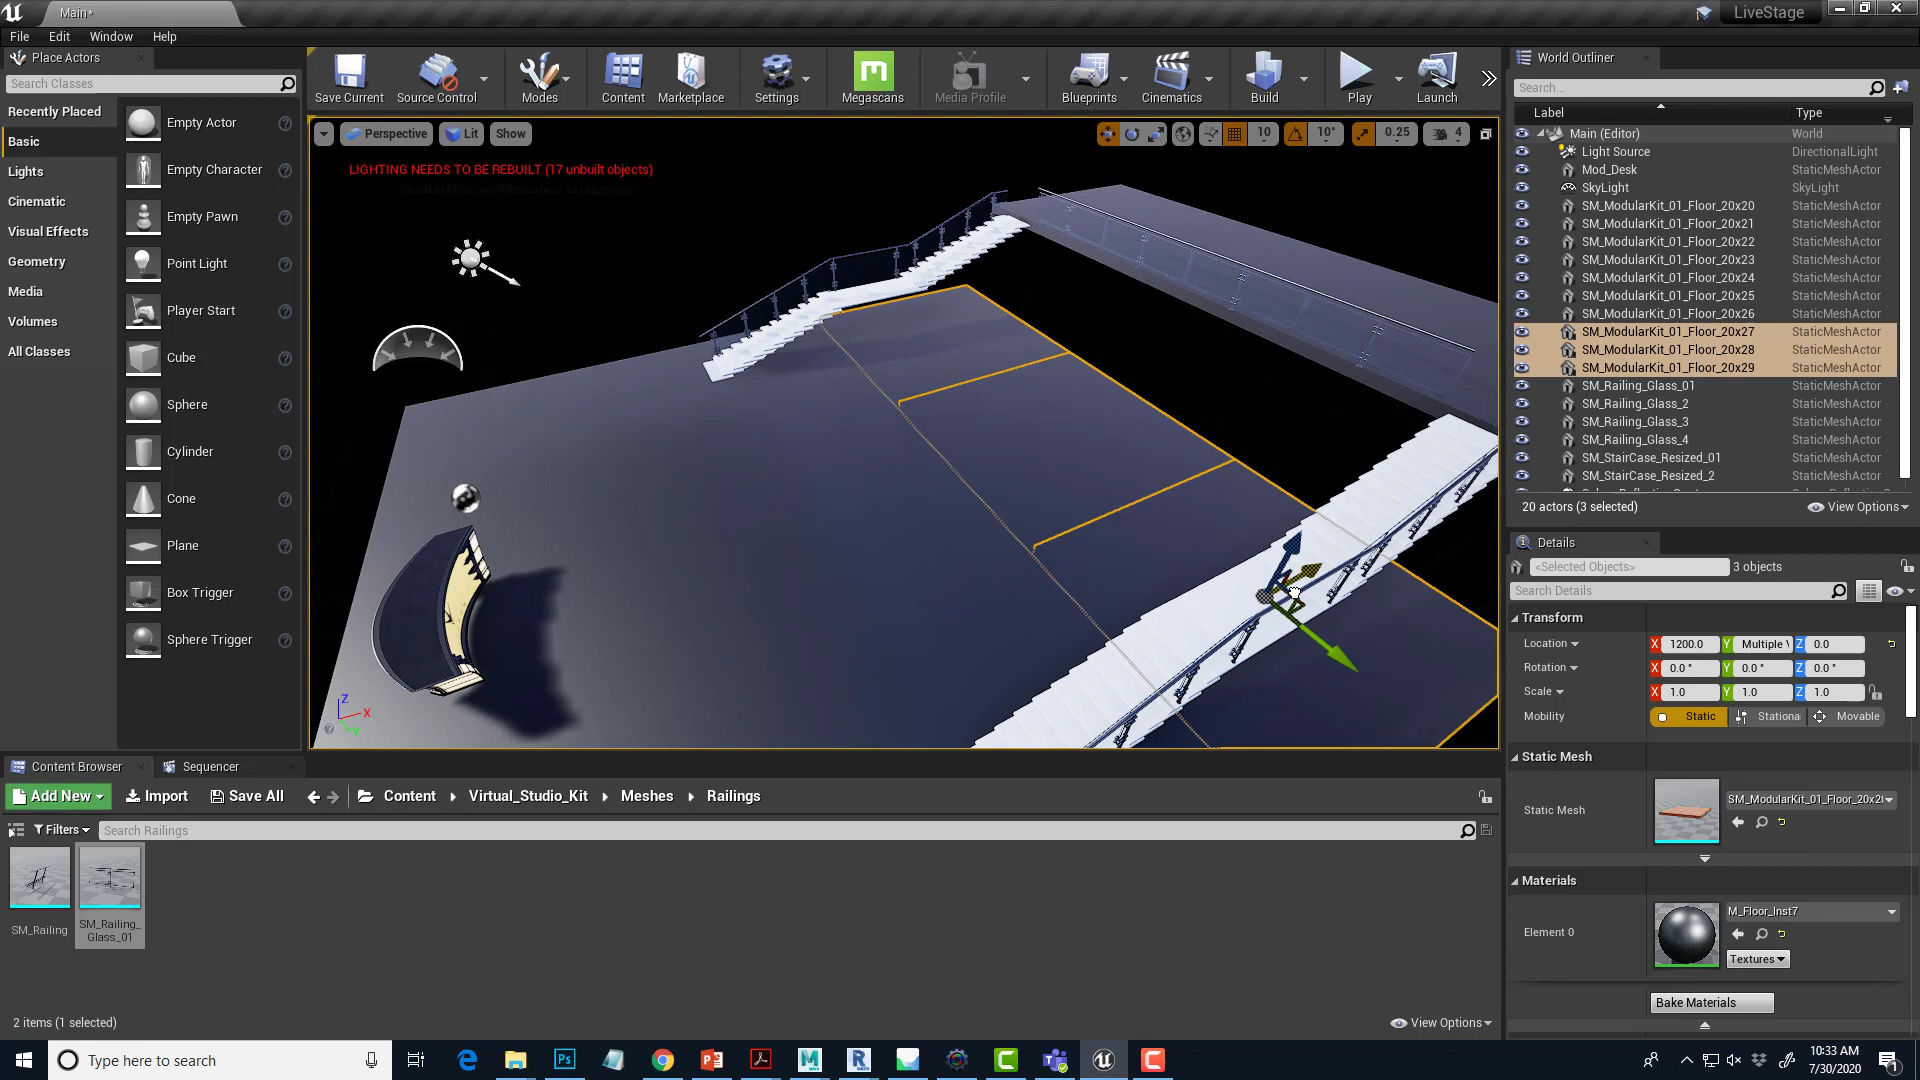 Main*
LiveStage
File Edit Window Help
Place Actors
Search Classes
Recently Placed
Basic
Lights
Cinematic
Visual Effects
Geometry
Media
Volumes
All Classes
Empty Actor
Empty Character
Empty Pawn
Point Light
Player Start
Cube
Sphere
Cylinder
Cone
Plane
Box Trigger
Sphere Trigger
Save Current Source Control Modes Content Marketplace Settings Megascans Media Profile Blueprints Cinematics Build Play Launch
Perspective Lit Show
10 10° 0.25 4
LIGHTING NEEDS TO BE REBUILT (17 unbuilt objects)
'DisableAllScreenMessages' to suppress
Z X Y
World Outliner
Search...
Label Type
Main (Editor) World
Light Source DirectionalLight
Mod_Desk StaticMeshActor
SkyLight SkyLight
SM_ModularKit_01_Floor_20x20 StaticMeshActor
SM_ModularKit_01_Floor_20x21 StaticMeshActor
SM_ModularKit_01_Floor_20x22 StaticMeshActor
SM_ModularKit_01_Floor_20x23 StaticMeshActor
SM_ModularKit_01_Floor_20x24 StaticMeshActor
SM_ModularKit_01_Floor_20x25 StaticMeshActor
SM_ModularKit_01_Floor_20x26 StaticMeshActor
SM_ModularKit_01_Floor_20x27 StaticMeshActor
SM_ModularKit_01_Floor_20x28 StaticMeshActor
SM_ModularKit_01_Floor_20x29 StaticMeshActor
SM_Railing_Glass_01 StaticMeshActor
SM_Railing_Glass_2 StaticMeshActor
SM_Railing_Glass_3 StaticMeshActor
SM_Railing_Glass_4 StaticMeshActor
SM_StairCase_Resized_01 StaticMeshActor
SM_StairCase_Resized_2 StaticMeshActor
20 actors (3 selected) View Options
Details
<Selected Objects> 3 objects
Search Details
Transform
Location X 1200.0 Y Multiple V Z 0.0
Rotation X 0.0 ° Y 0.0 ° Z 0.0 °
Scale X 1.0 Y 1.0 Z 1.0
Mobility Static Stationa Movable
Static Mesh
Static Mesh SM_ModularKit_01_Floor_20x20
Materials
Element 0 M_Floor_Inst7
Textures
Bake Materials
Content Browser Sequencer
Add New Import Save All Content Virtual_Studio_Kit Meshes Railings
Filters Search Railings
SM_Railing
SM_Railing_
Glass_01
2 items (1 selected) View Options
Type here to search
10:33 AM
7/30/2020